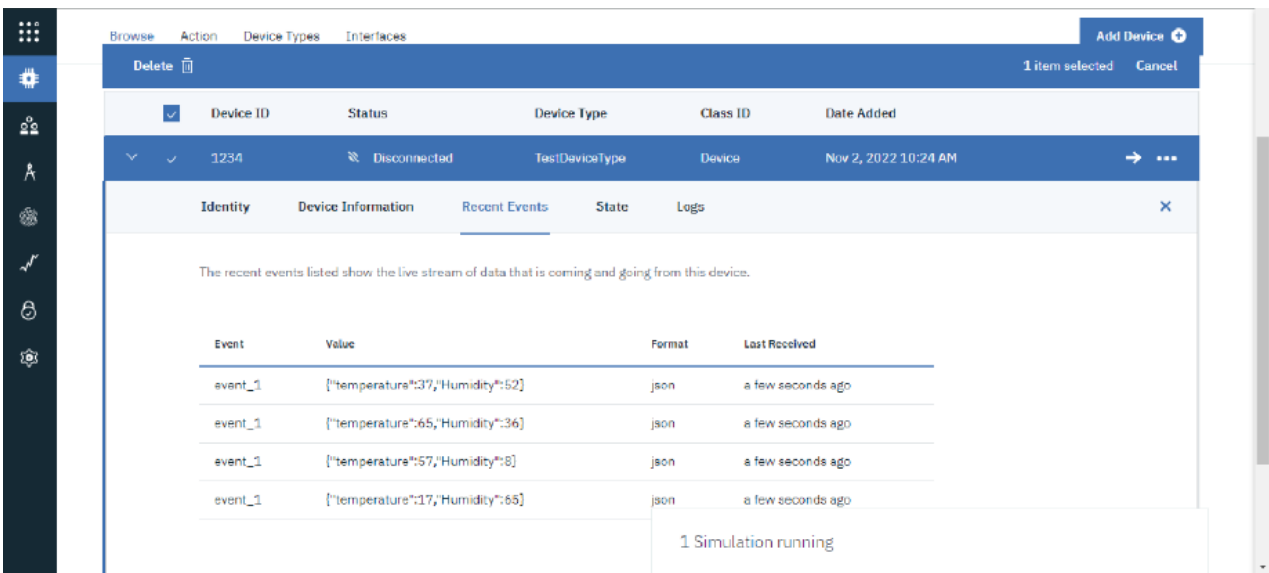 Browse Action Device Types Interfaces Add Device
Delete 1 item selected Cancel
Device ID Status Device Type Class ID Date Added
1234 Disconnected TestDeviceType Device Nov 2, 2022 10:24 AM
Identity Device Information Recent Events State Logs
The recent events listed show the live stream of data that is coming and going from this device.
Event Value Format Last Received
event_1 {"temperature":37,"Humidity":52} json a few seconds ago
event_1 {"temperature":65,"Humidity":36} json a few seconds ago
event_1 {"temperature":57,"Humidity":8} json a few seconds ago
event_1 {"temperature":17,"Humidity":65} json a few seconds ago
1 Simulation running